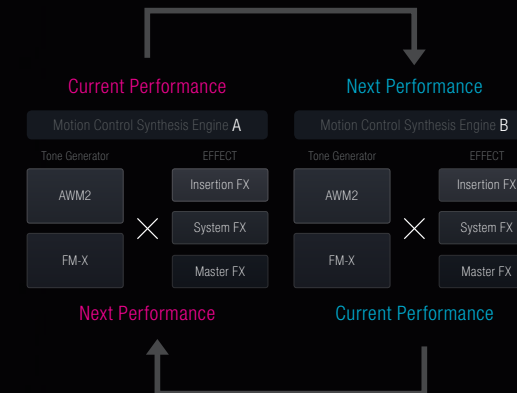 Current Performance
Next Performance
Motion Control Synthesis Engine A
Motion Control Synthesis Engine B
Tone Generator
EFFECT
Tone Generator
EFFECT
AWM2
Insertion FX
AWM2
Insertion FX
System FX
System FX
FM-X
Master FX
FM-X
Master FX
Next Performance
Current Performance